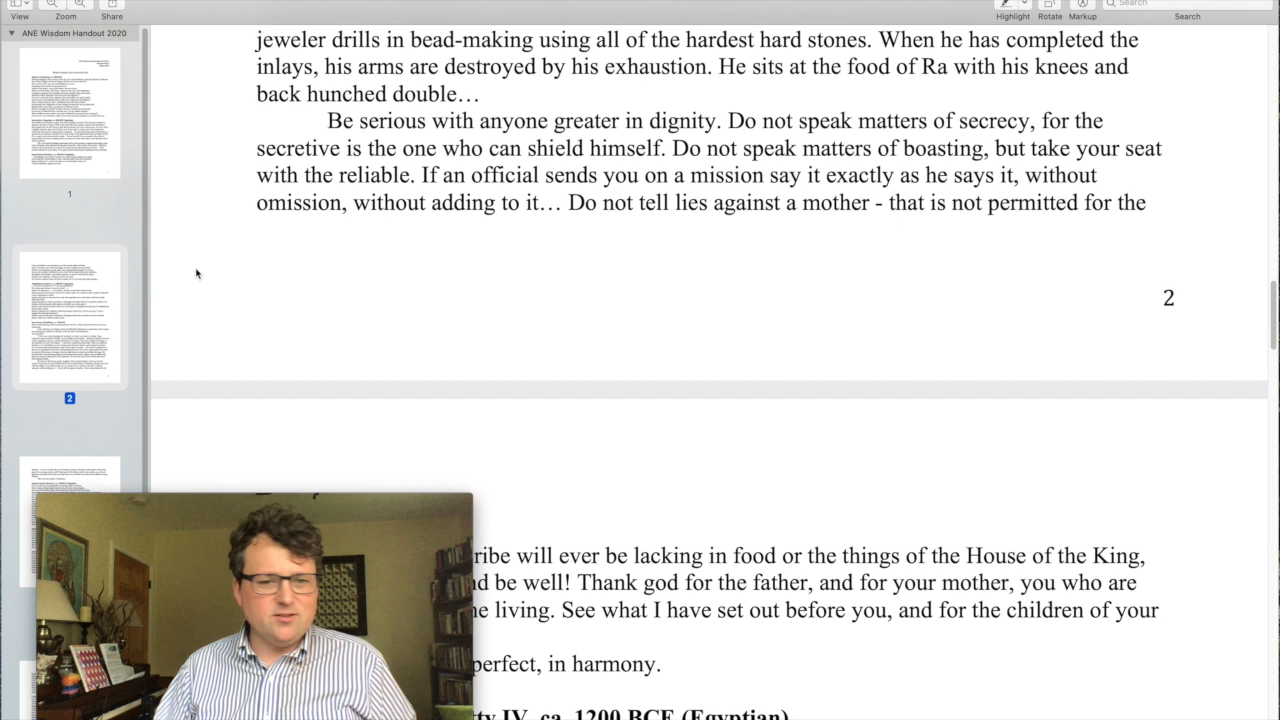 View
Zoom
Share
Highlight
Rotate
Markup
Search
Search
ANE Wisdom Handout 2020
1
2
jeweler drills in bead-making using all of the hardest hard stones. When he has completed the
inlays, his arms are destroyed by his exhaustion. He sits at the food of Ra with his knees and
back hunched double…
Be serious with anyone greater in dignity. Do not speak matters of secrecy, for the
secretive is the one who can shield himself. Do not speak matters of boasting, but take your seat
with the reliable. If an official sends you on a mission say it exactly as he says it, without
omission, without adding to it… Do not tell lies against a mother - that is not permitted for the
2
ribe will ever be lacking in food or the things of the House of the King,
be well! Thank god for the father, and for your mother, you who are
living. See what I have set out before you, and for the children of your
perfect, in harmony.
IV, ca. 1200 BCE (Egyptian)